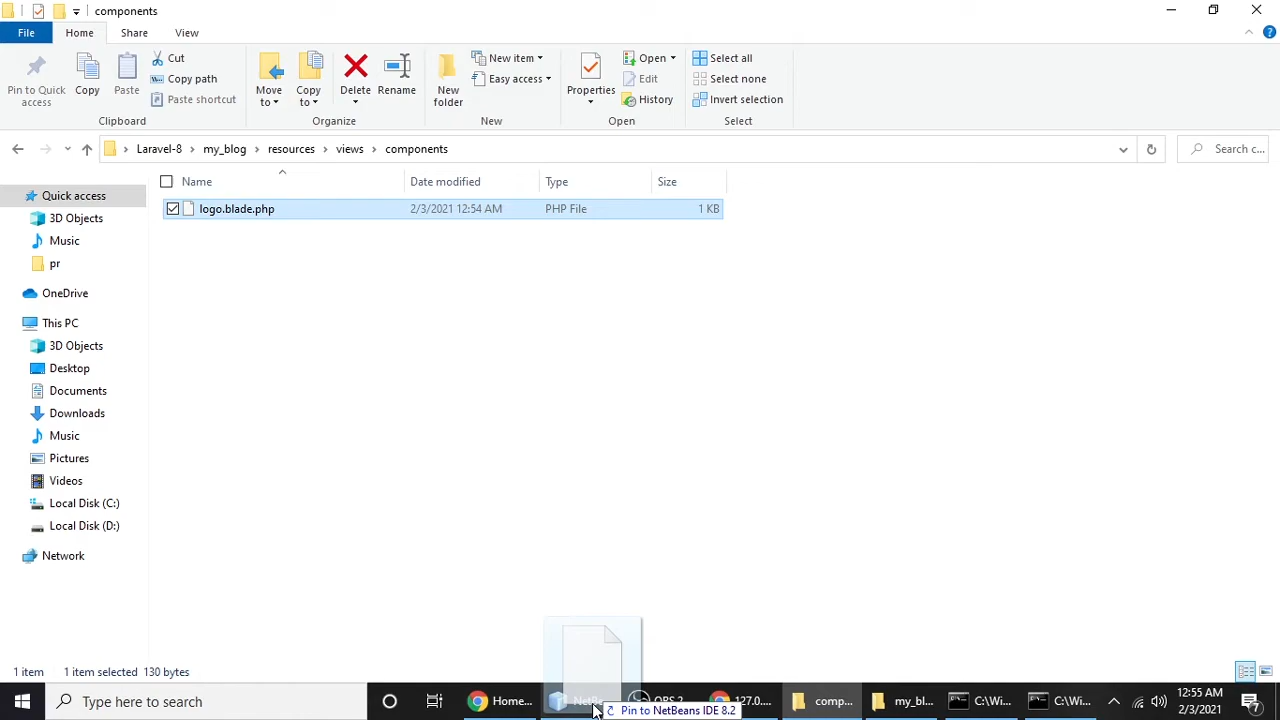 components
File
Home
Share
View
Pin to Quick access
Copy
Paste
Cut
Copy path
Paste shortcut
Clipboard
Move to
Copy to
Delete
Rename
Organize
New folder
New item
Easy access
New
Properties
Open
Edit
History
Open
Select all
Select none
Invert selection
Select
Laravel-8
my_blog
resources
views
components
Search c...
Name
Date modified
Type
Size
logo.blade.php
2/3/2021 12:54 AM
PHP File
1 KB
Quick access
3D Objects
Music
pr
OneDrive
This PC
3D Objects
Desktop
Documents
Downloads
Music
Pictures
Videos
Local Disk (C:)
Local Disk (D:)
Network
1 item
1 item selected
130 bytes
Type here to search
Home...
127.0....
comp...
my_bl...
C:\Wi...
C:\Wi...
12:55 AM
2/3/2021
7
Pin to NetBeans IDE 8.2